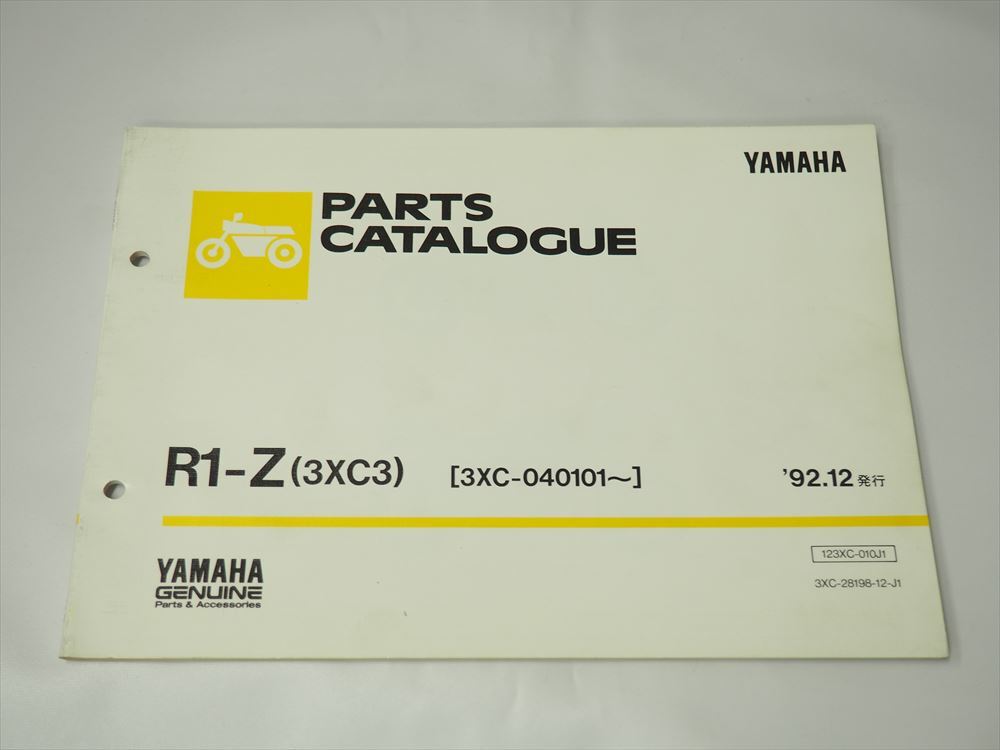 YAMAHA
PARTS
CATALOGUE
R1-Z (3XC3) [3XC-040101〜] '92.12 発行
123XC-010J1
3XC-28198-12-J1
YAMAHA
GENUINE
Parts & Accessories